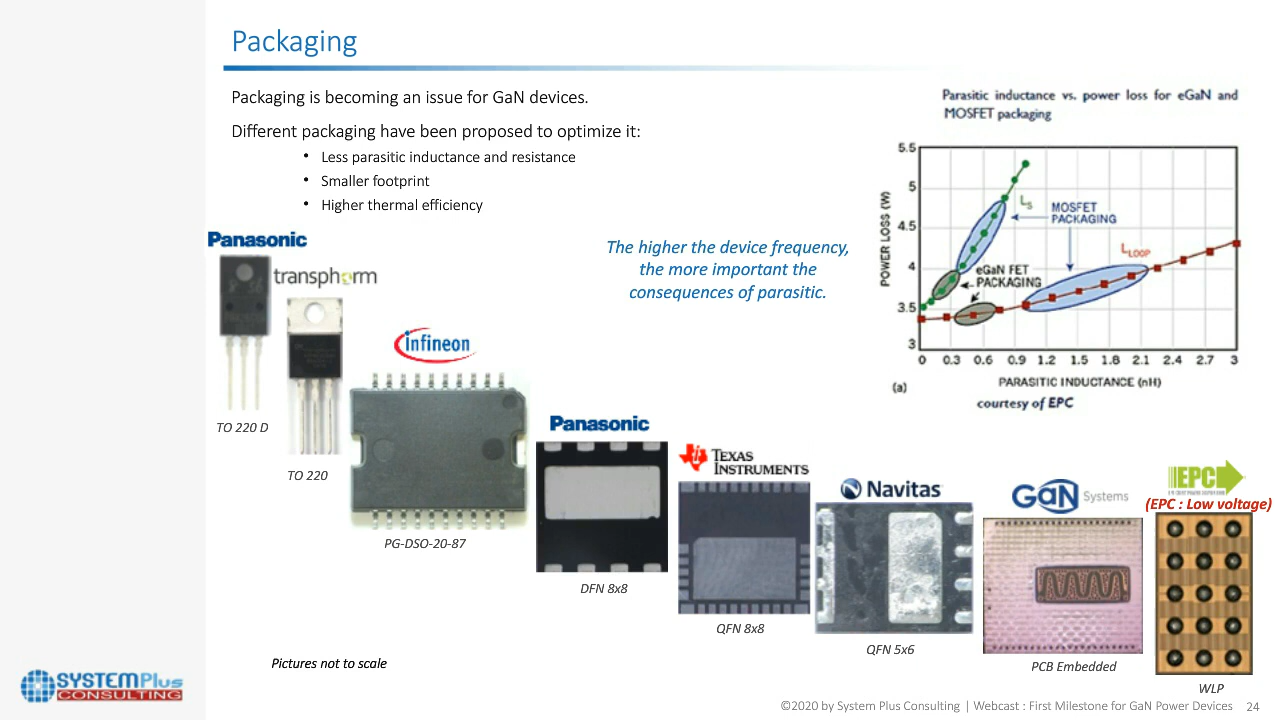 Packaging
Packaging is becoming an issue for GaN devices.
Different packaging have been proposed to optimize it:
• Less parasitic inductance and resistance
• Smaller footprint
• Higher thermal efficiency
The higher the device frequency,
the more important the
consequences of parasitic.
Parasitic inductance vs. power loss for eGaN and
MOSFET packaging
5.5
5
4.5
4
3.5
3
POWER LOSS (W)
LS
MOSFET
PACKAGING
LLOOP
eGaN FET
PACKAGING
0 0.3 0.6 0.9 1.2 1.5 1.8 2.1 2.4 2.7 3
(a)
PARASITIC INDUCTANCE (nH)
courtesy of EPC
Panasonic
TO 220 D
transphorm
TO 220
infineon
PG-DSO-20-87
Panasonic
DFN 8x8
TEXAS
INSTRUMENTS
QFN 8x8
Navitas
QFN 5x6
GaN Systems
PCB Embedded
EPC
(EPC : Low voltage)
WLP
Pictures not to scale
SYSTEMPlus
CONSULTING
©2020 by System Plus Consulting | Webcast : First Milestone for GaN Power Devices 24